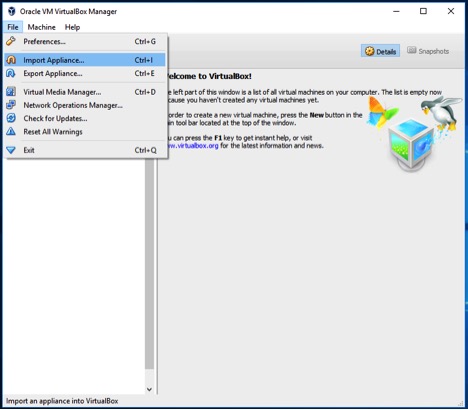 Oracle VM VirtualBox Manager
File Machine Help
Preferences... Ctrl+G
Import Appliance... Ctrl+I
Export Appliance... Ctrl+E
Virtual Media Manager... Ctrl+D
Network Operations Manager...
Check for Updates...
Reset All Warnings
Exit Ctrl+Q
Details Snapshots
elcome to VirtualBox!
e left part of this window is a list of all virtual machines on your computer. The list is empty now
cause you haven't created any virtual machines yet.
order to create a new virtual machine, press the New button in the
in tool bar located at the top of the window.
u can press the F1 key to get instant help, or visit
w.virtualbox.org for the latest information and news.
Import an appliance into VirtualBox